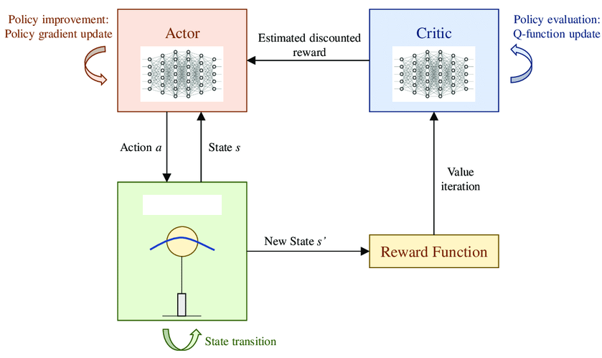 Policy improvement:
Policy gradient update
Actor
Estimated discounted
reward
Critic
Policy evaluation:
Q-function update
Action a
State s
Value
iteration
New State s’
Reward Function
State transition